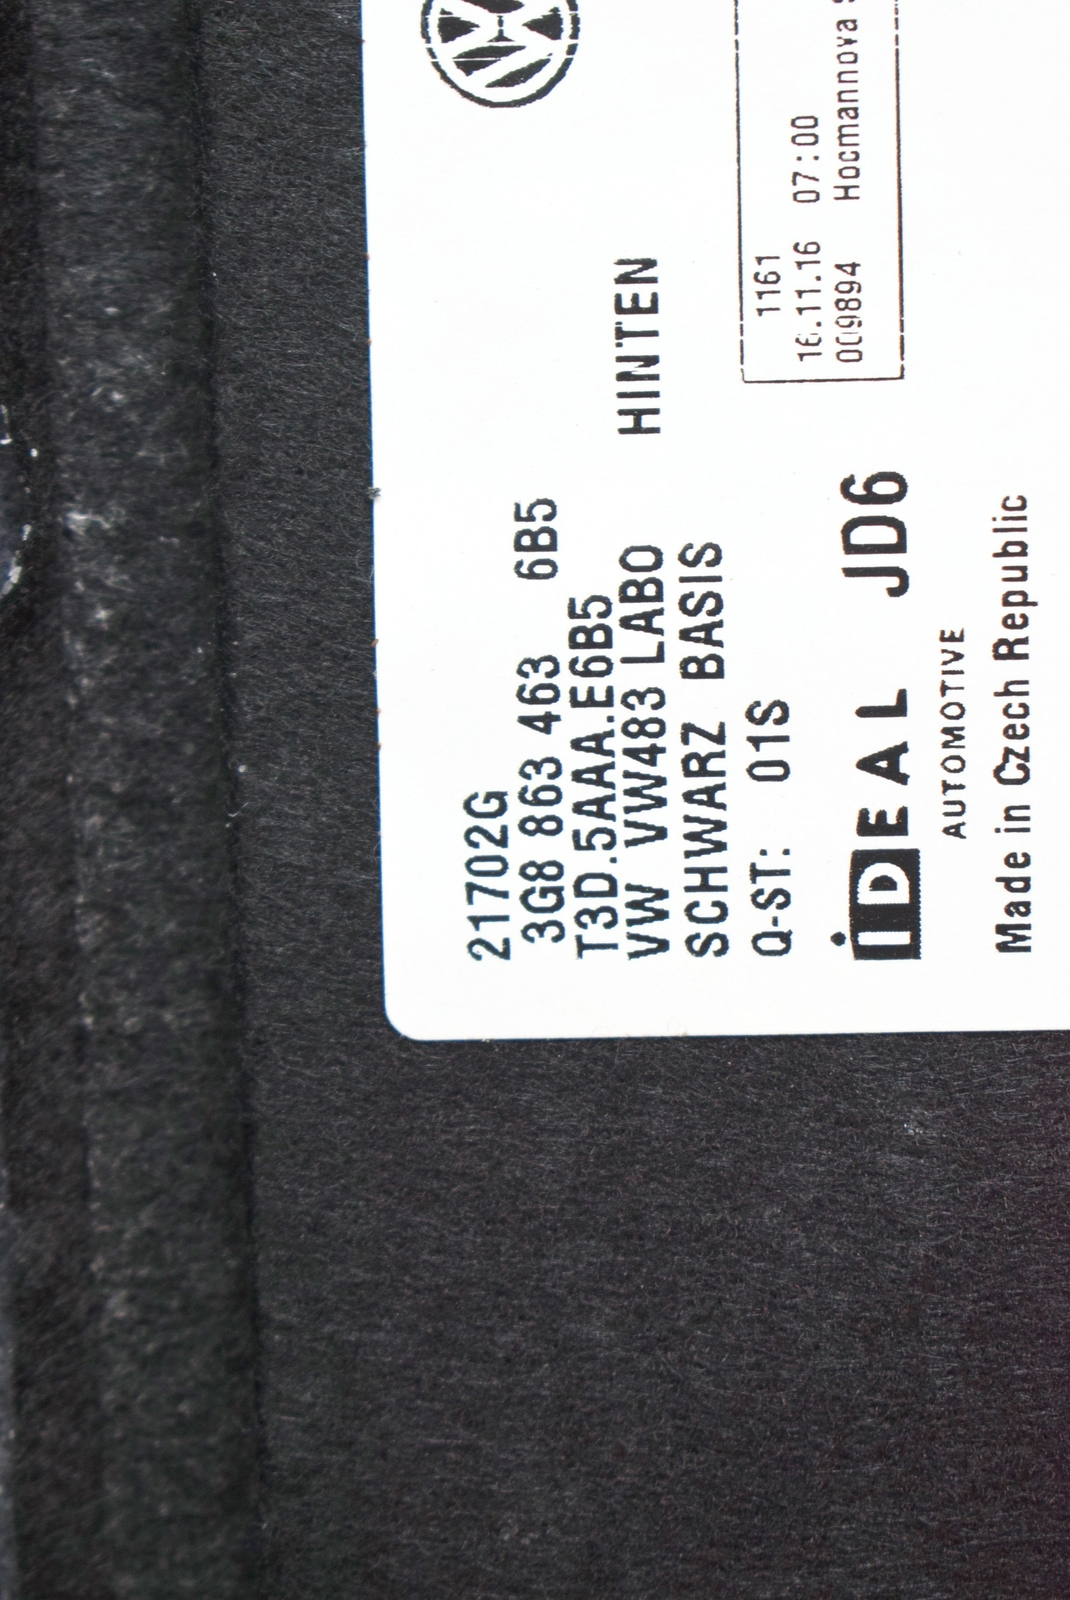 21702G
3G8 863 463 6B5
T3D.5AAA.E6B5
VW VW483 LABO HINTEN
SCHWARZ BASIS
Q-ST: 01S
1161
16.11.16 07:00
009894 Hocmannova
iDEAL JD6
AUTOMOTIVE
Made in Czech Republic